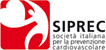 SIPREC
società italiana
per la prevenzione
cardiovascolare